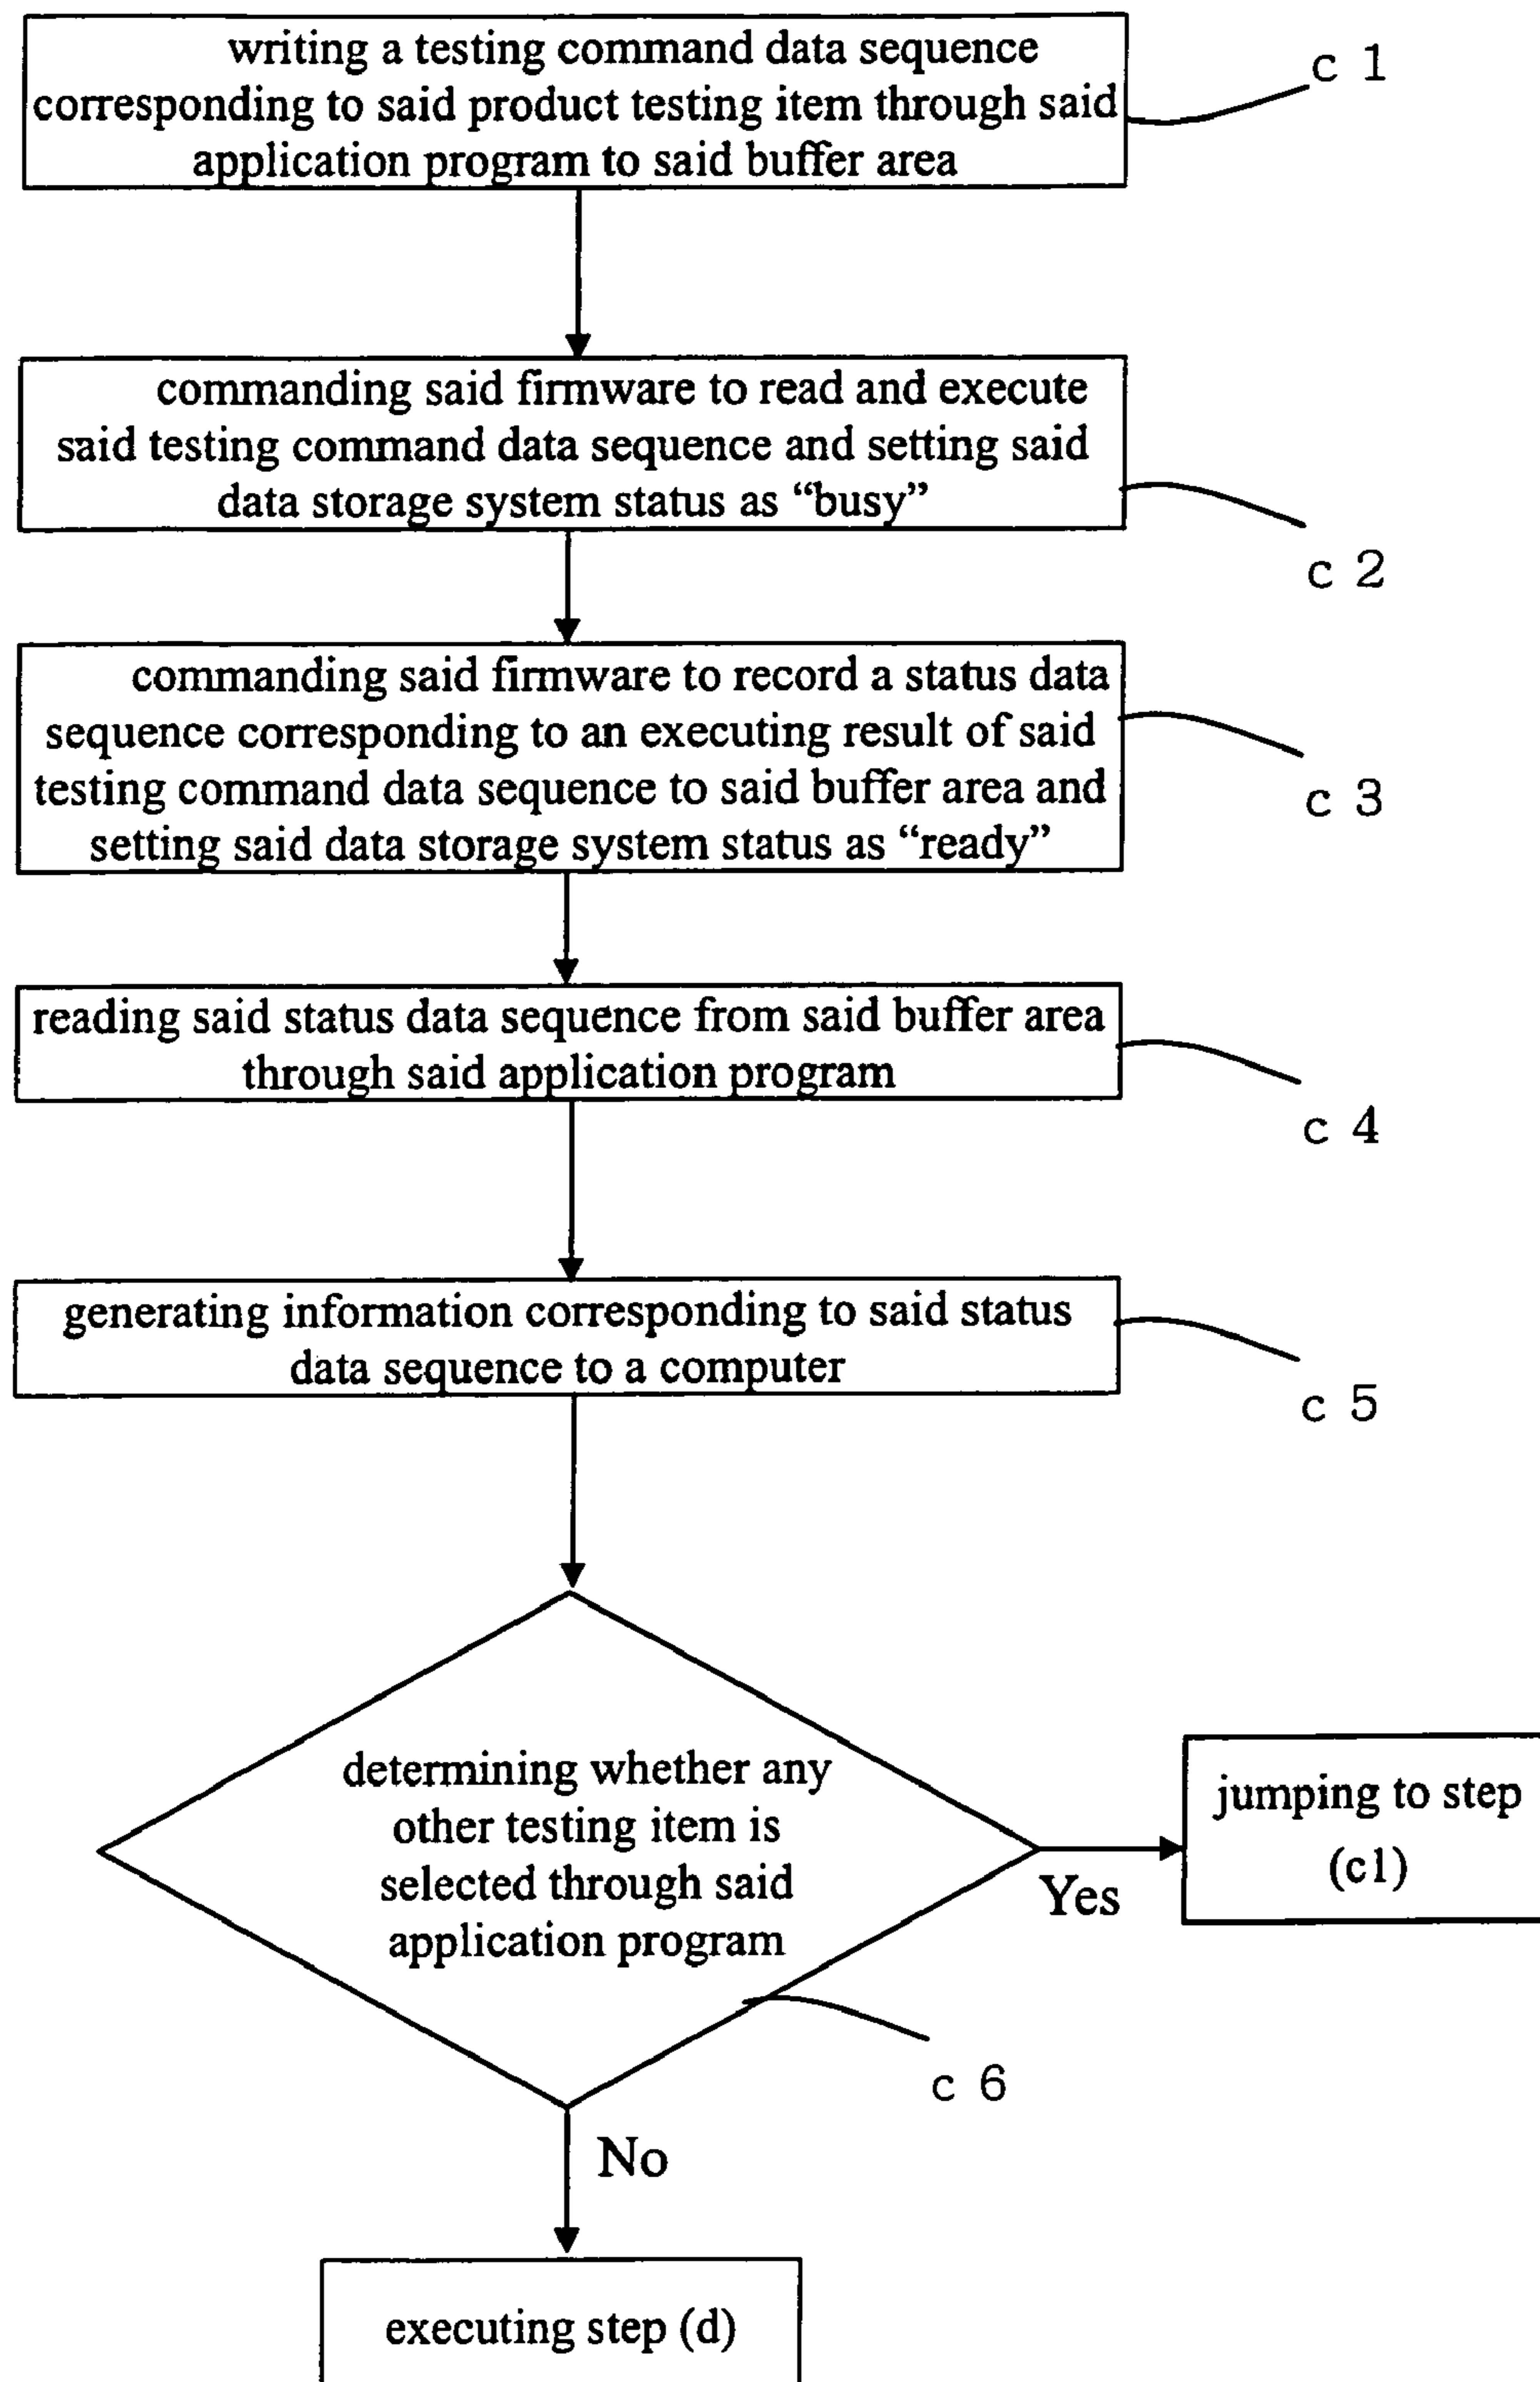 writing a testing command data sequence
corresponding to said product testing item through said
application program to said buffer area
c 1
commanding said firmware to read and execute
said testing command data sequence and setting said
data storage system status as “busy”
c 2
commanding said firmware to record a status data
sequence corresponding to an executing result of said
testing command data sequence to said buffer area and
setting said data storage system status as “ready”
c 3
reading said status data sequence from said buffer area
through said application program
c 4
generating information corresponding to said status
data sequence to a computer
c 5
determining whether any
other testing item is
selected through said
application program
c 6
Yes
jumping to step
(c1)
No
executing step (d)